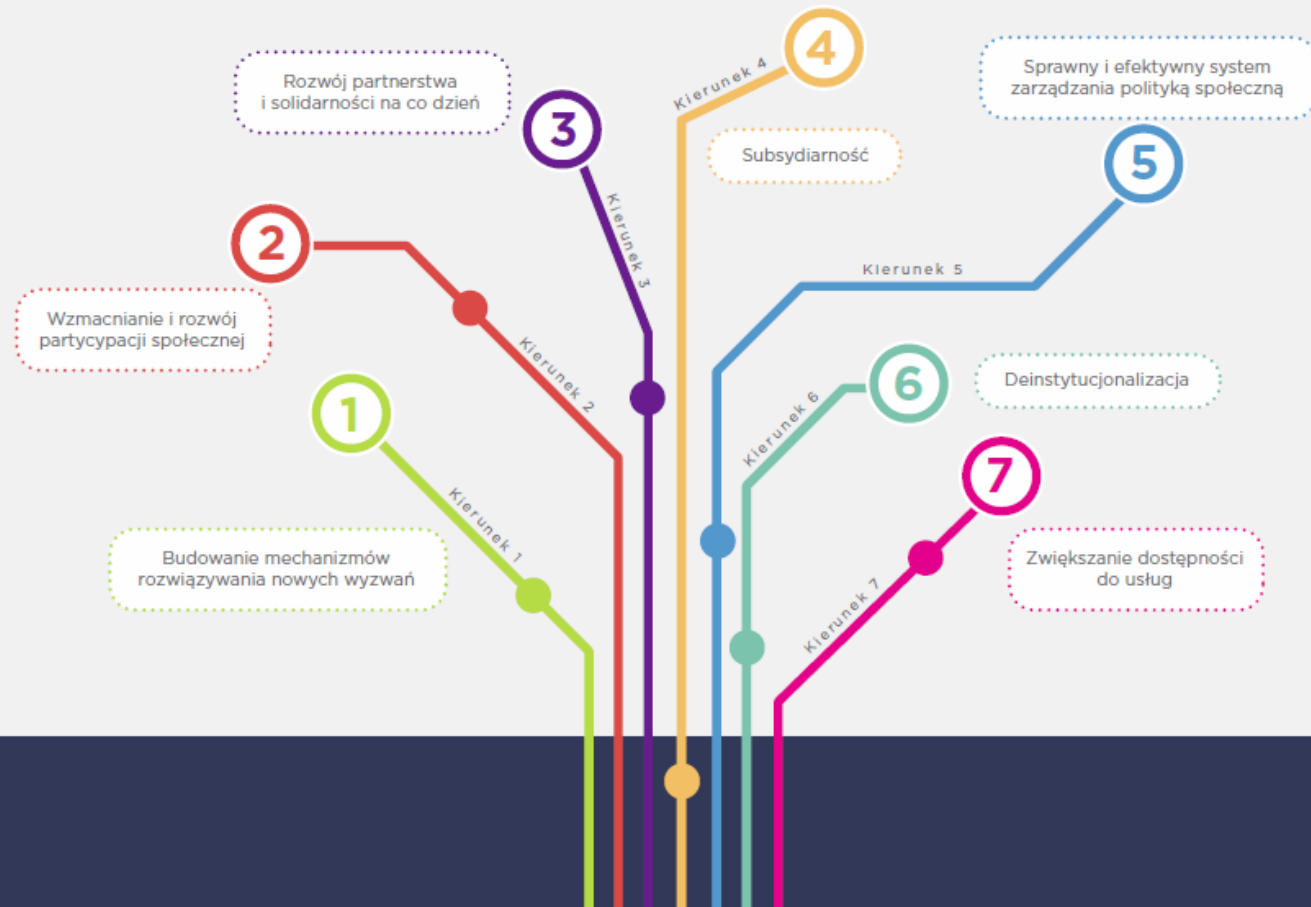 1
Kierunek 1
Budowanie mechanizmów
rozwiązywania nowych wyzwań
2
Kierunek 2
Wzmacnianie i rozwój
partycypacji społecznej
3
Kierunek 3
Rozwój partnerstwa
i solidarności na co dzień
4
Kierunek 4
Subsydiarność
5
Kierunek 5
Sprawny i efektywny system
zarządzania polityką społeczną
6
Kierunek 6
Deinstytucjonalizacja
7
Kierunek 7
Zwiększanie dostępności
do usług